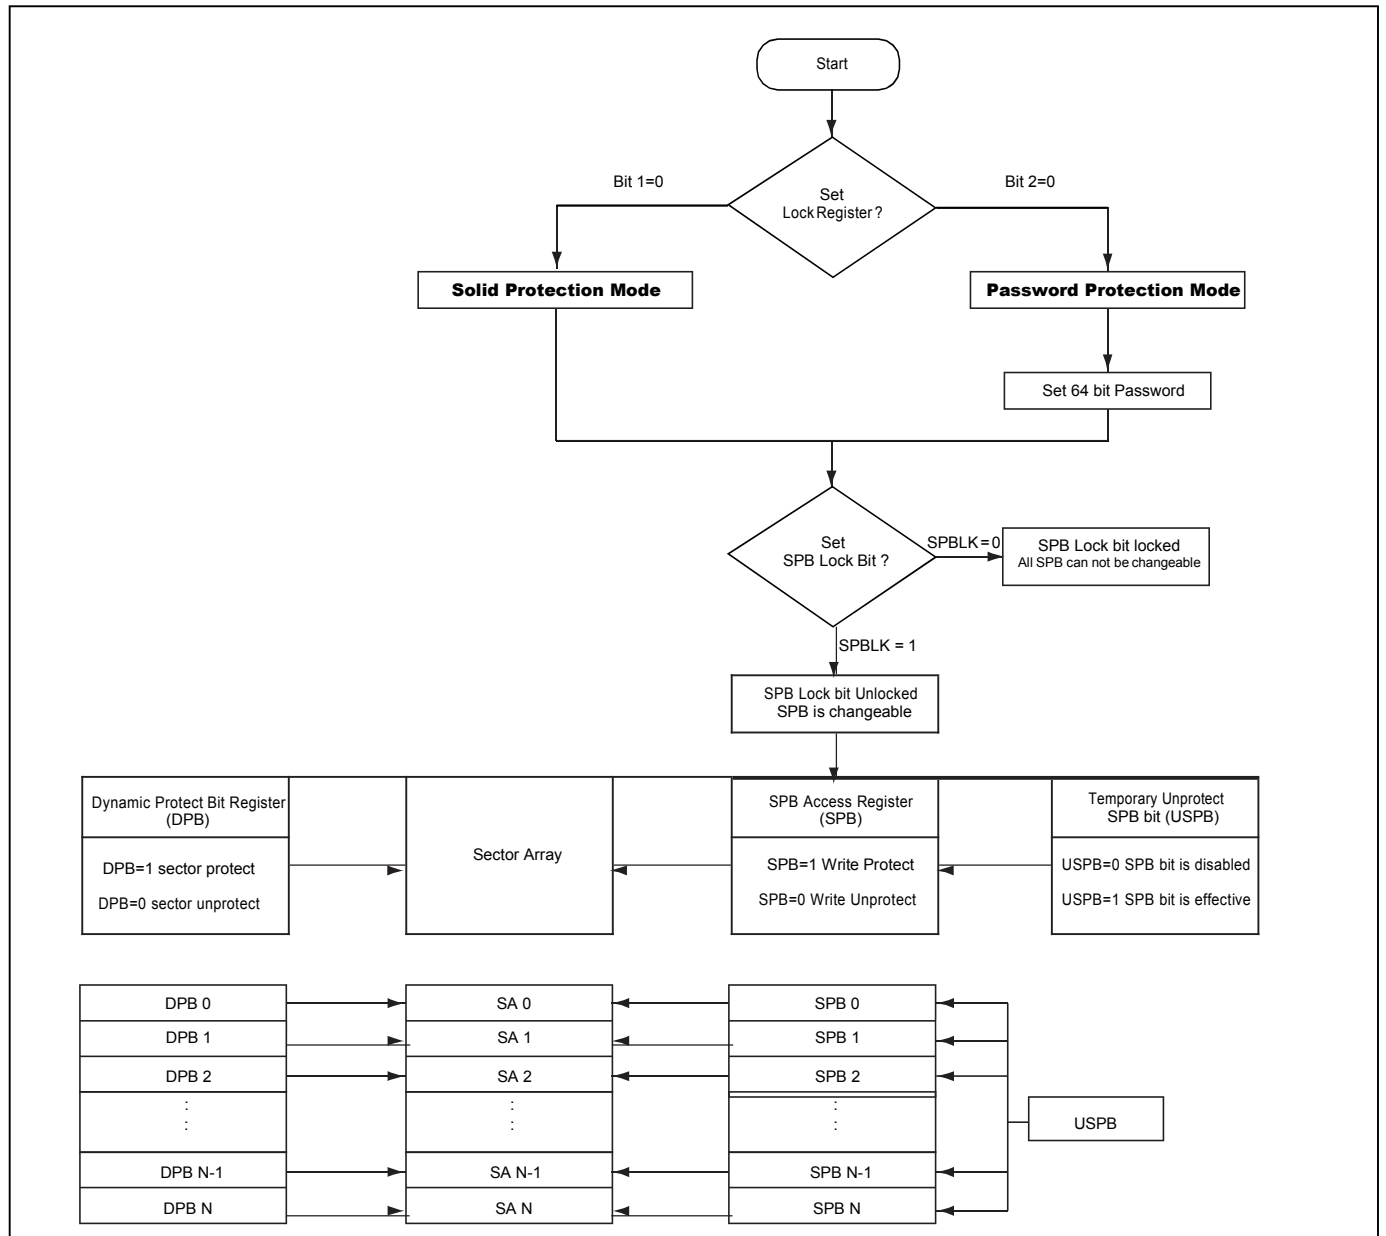 Start
Bit 1=0
Set
Lock Register ?
Bit 2=0
Solid Protection Mode
Password Protection Mode
Set 64 bit Password
Set
SPB Lock Bit ?
SPBLK = 0
SPB Lock bit locked
All SPB can not be changeable
SPBLK = 1
SPB Lock bit Unlocked
SPB is changeable
Dynamic Protect Bit Register
(DPB)
DPB=1 sector protect
DPB=0 sector unprotect
Sector Array
SPB Access Register
(SPB)
SPB=1 Write Protect
SPB=0 Write Unprotect
Temporary Unprotect
SPB bit (USPB)
USPB=0 SPB bit is disabled
USPB=1 SPB bit is effective
DPB 0
SA 0
SPB 0
DPB 1
SA 1
SPB 1
DPB 2
SA 2
SPB 2
:
:
:
:
:
:
USPB
DPB N-1
SA N-1
SPB N-1
DPB N
SA N
SPB N